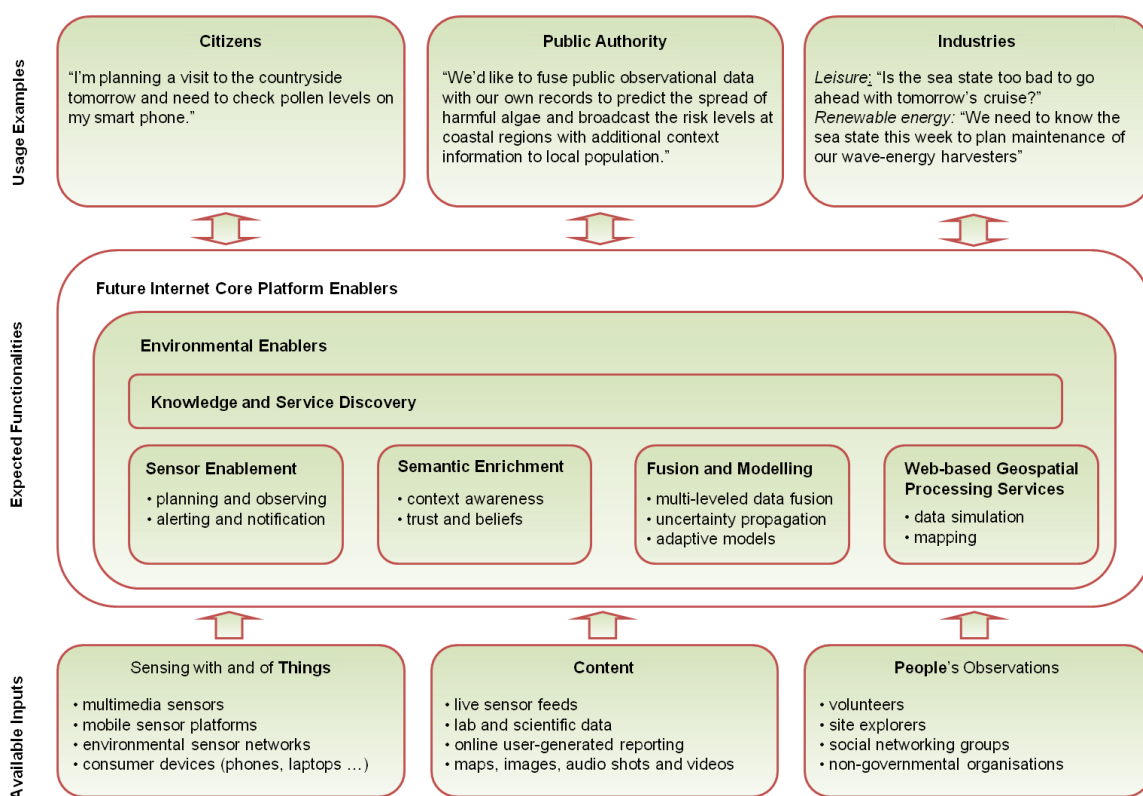 Usage Examples
Citizens
“I’m planning a visit to the countryside
tomorrow and need to check pollen levels on
my smart phone.”
Public Authority
“We’d like to fuse public observational data
with our own records to predict the spread of
harmful algae and broadcast the risk levels at
coastal regions with additional context
information to local population.”
Industries
Leisure: “Is the sea state too bad to go
ahead with tomorrow’s cruise?”
Renewable energy: “We need to know the
sea state this week to plan maintenance of
our wave-energy harvesters”
Expected Functionalities
Future Internet Core Platform Enablers
Environmental Enablers
Knowledge and Service Discovery
Sensor Enablement
• planning and observing
• alerting and notification
Semantic Enrichment
• context awareness
• trust and beliefs
Fusion and Modelling
• multi-leveled data fusion
• uncertainty propagation
• adaptive models
Web-based Geospatial
Processing Services
• data simulation
• mapping
Available Inputs
Sensing with and of Things
• multimedia sensors
• mobile sensor platforms
• environmental sensor networks
• consumer devices (phones, laptops …)
Content
• live sensor feeds
• lab and scientific data
• online user-generated reporting
• maps, images, audio shots and videos
People’s Observations
• volunteers
• site explorers
• social networking groups
• non-governmental organisations